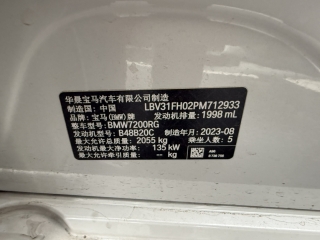 华晨宝马汽车有限公司制造
制造国：中国 LBV31FH02PM712933
品牌：宝马(BMW)牌 发动机排量：1998 mL
整车型号：BMW7200RG
发动机型号：B48B20C 制造年月：2023-08
最大允许总质量：2055 kg 乘坐人数：5
发动机最大净功率：135 kW
最大允许牵引质量：- kg